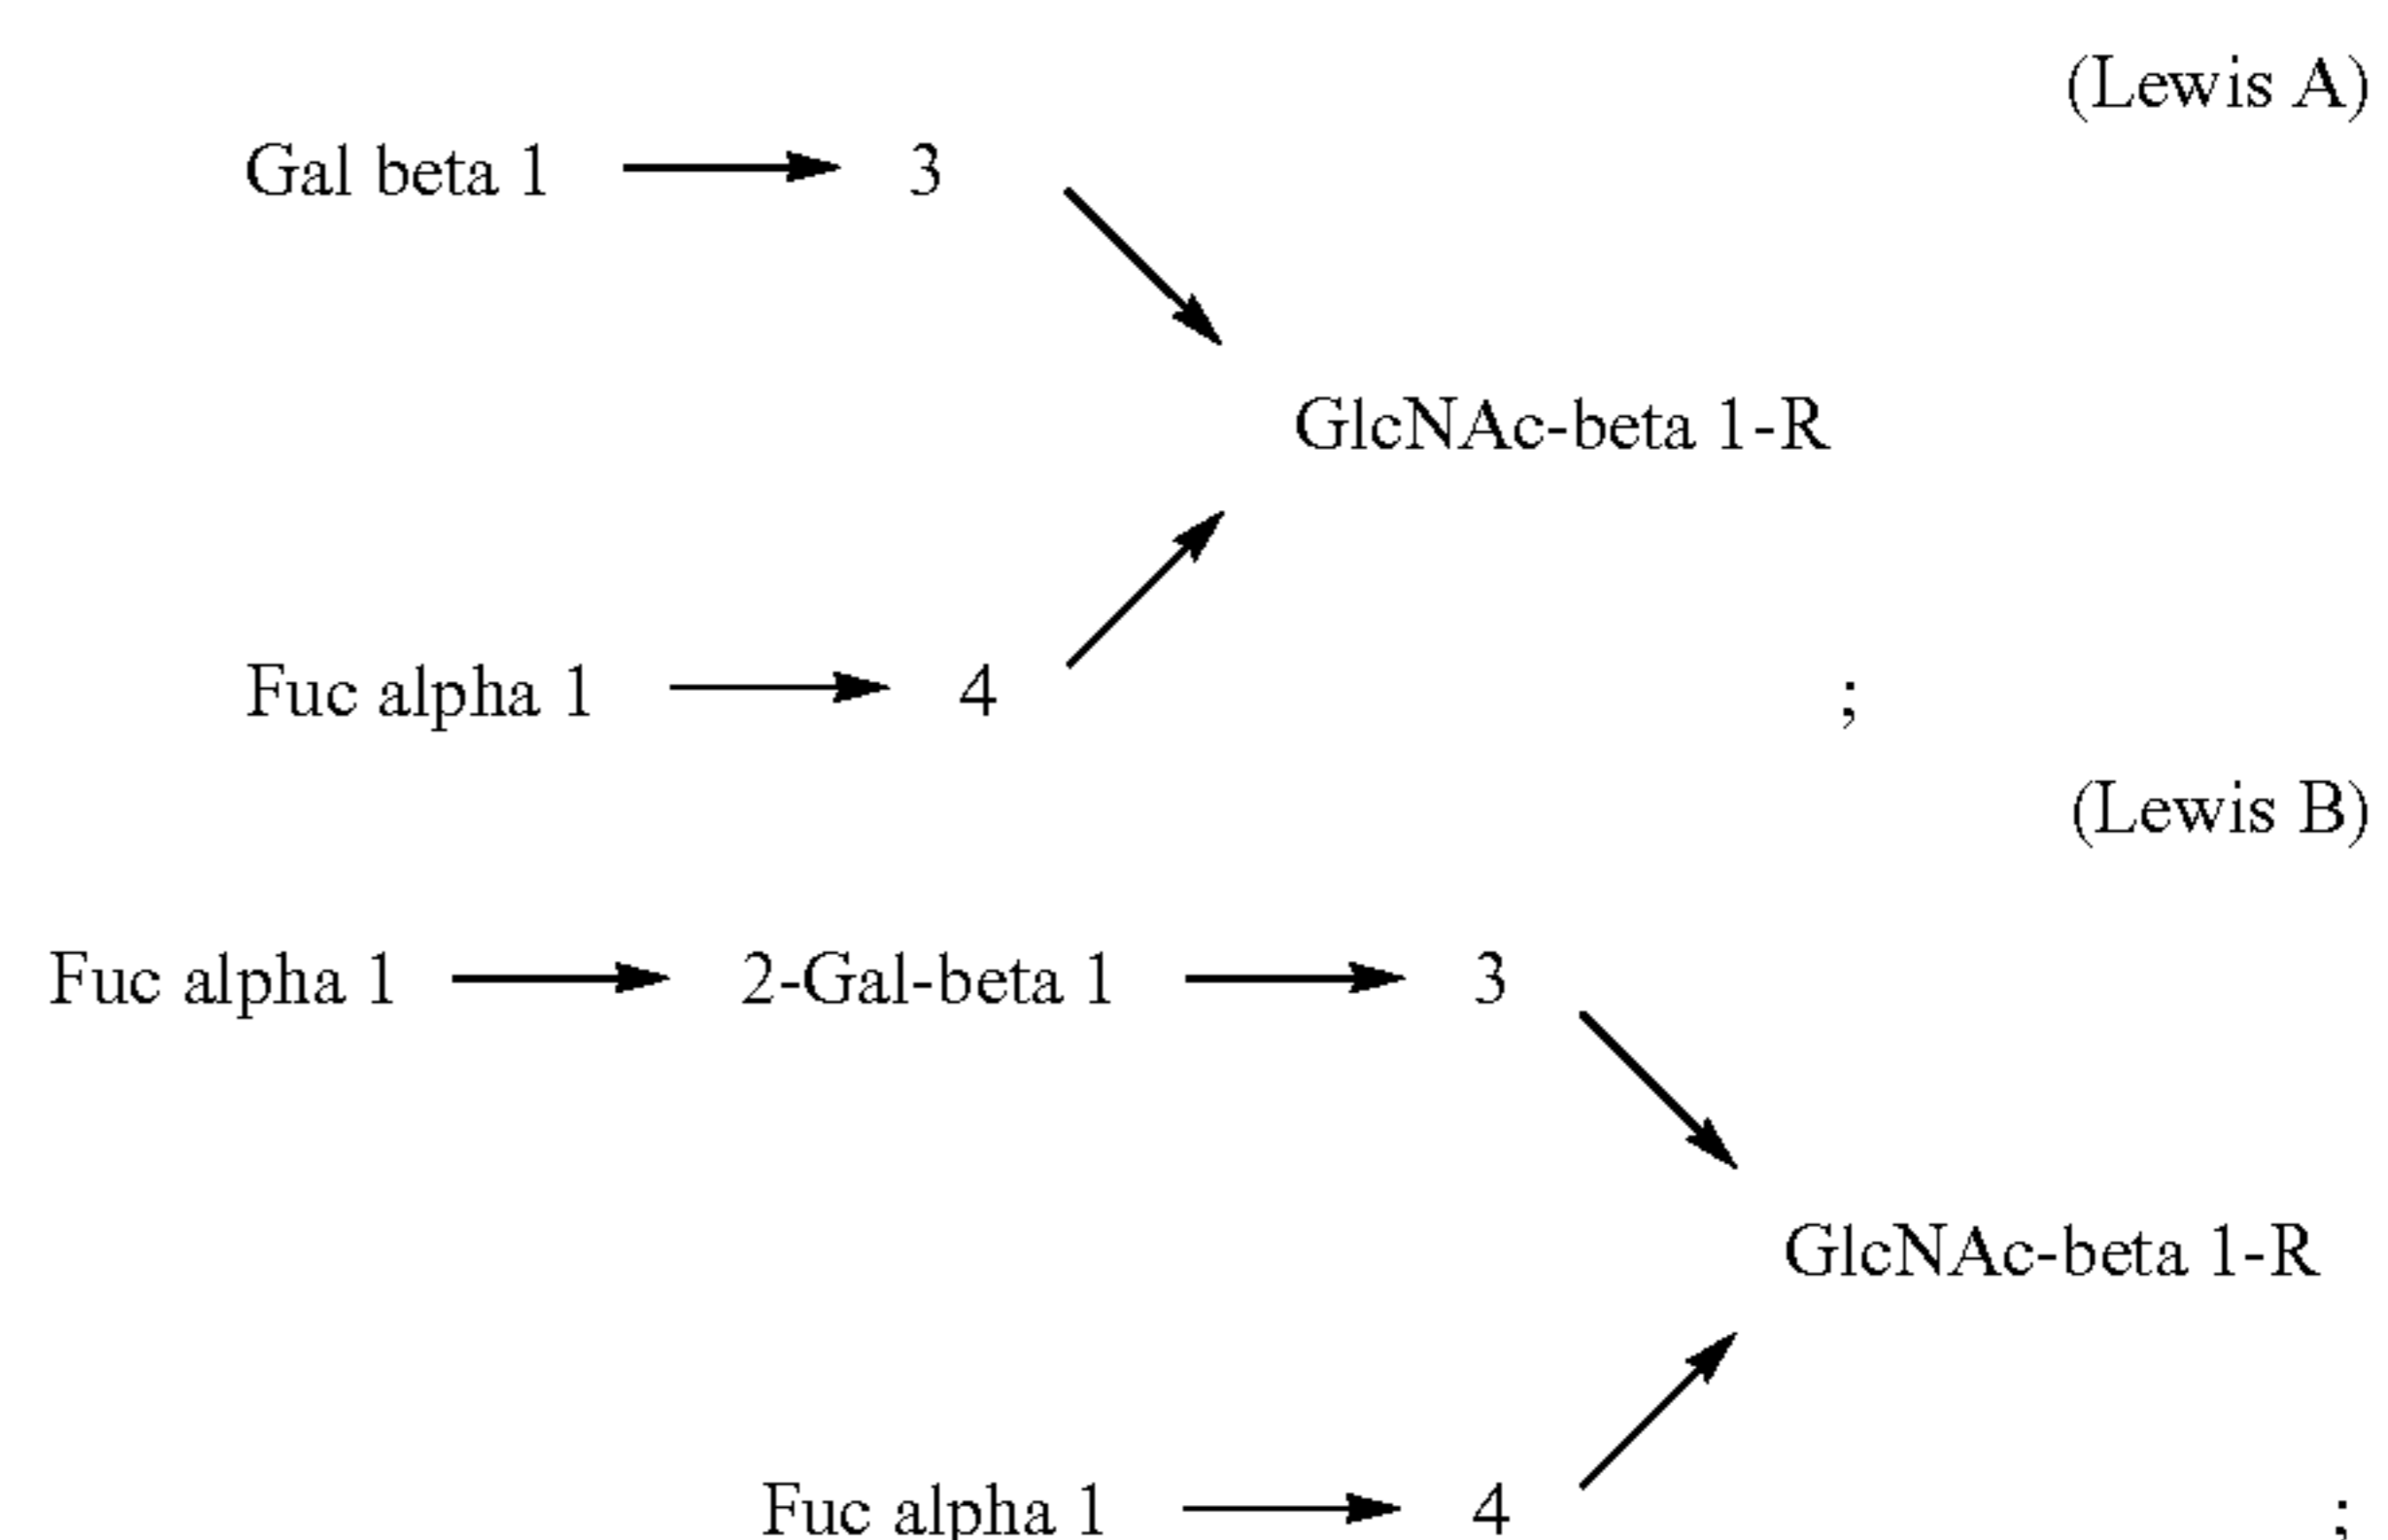 (Lewis A)
Gal beta 1 → 3
GlcNAc-beta 1-R
Fuc alpha 1 → 4 ;
(Lewis B)
Fuc alpha 1 → 2-Gal-beta 1 → 3
GlcNAc-beta 1-R
Fuc alpha 1 → 4 ;